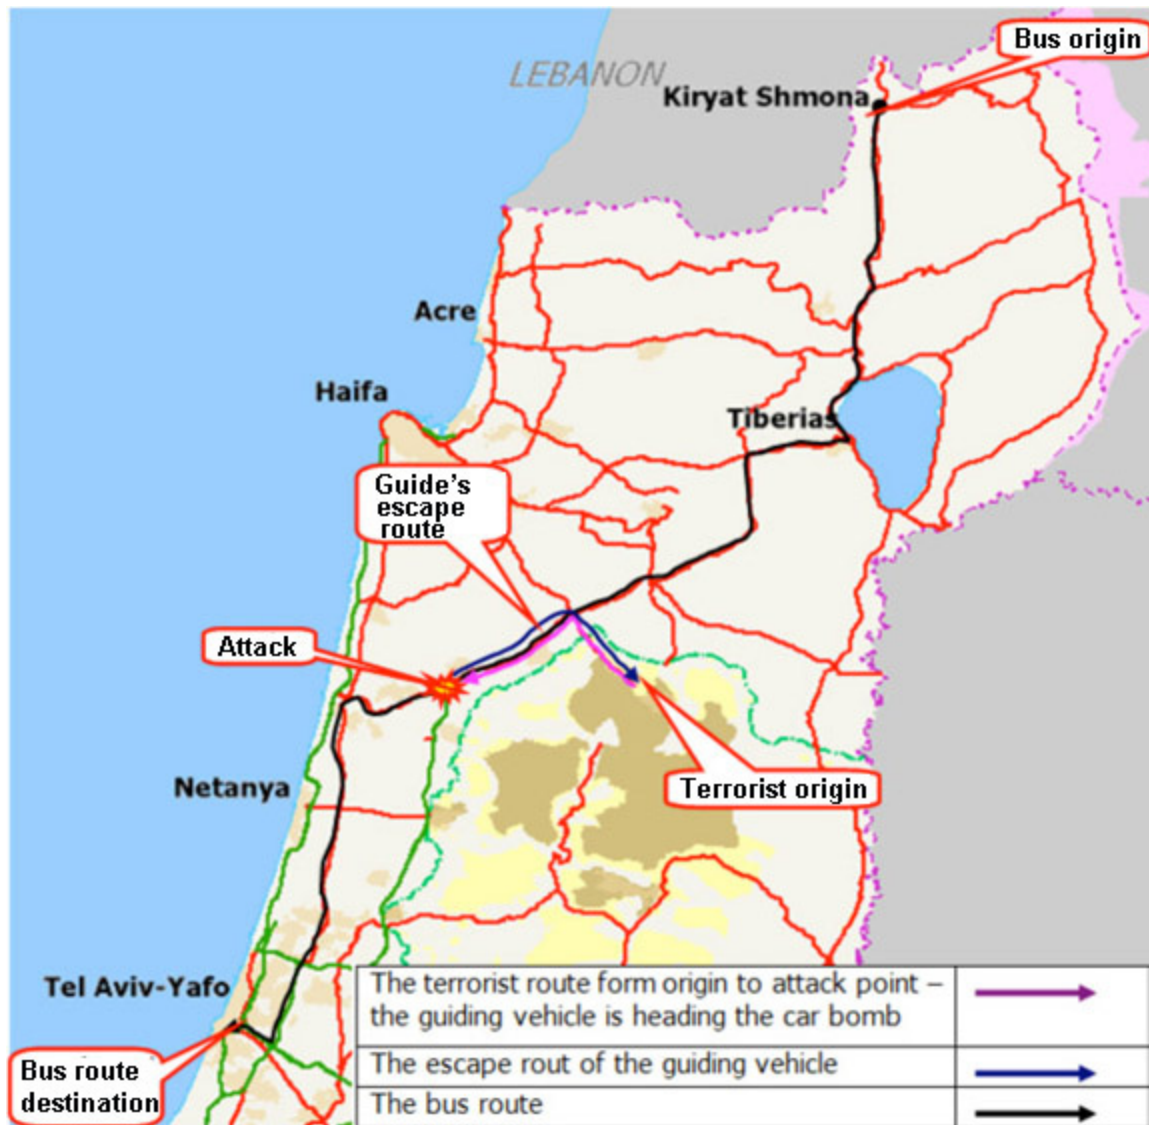 Bus origin
LEBANON
Kiryat Shmona
Acre
Haifa
Tiberias
Guide's
escape
route
Attack
Netanya
Terrorist origin
Tel Aviv-Yafo
Bus route
destination
The terrorist route form origin to attack point –
the guiding vehicle is heading the car bomb
The escape rout of the guiding vehicle
The bus route